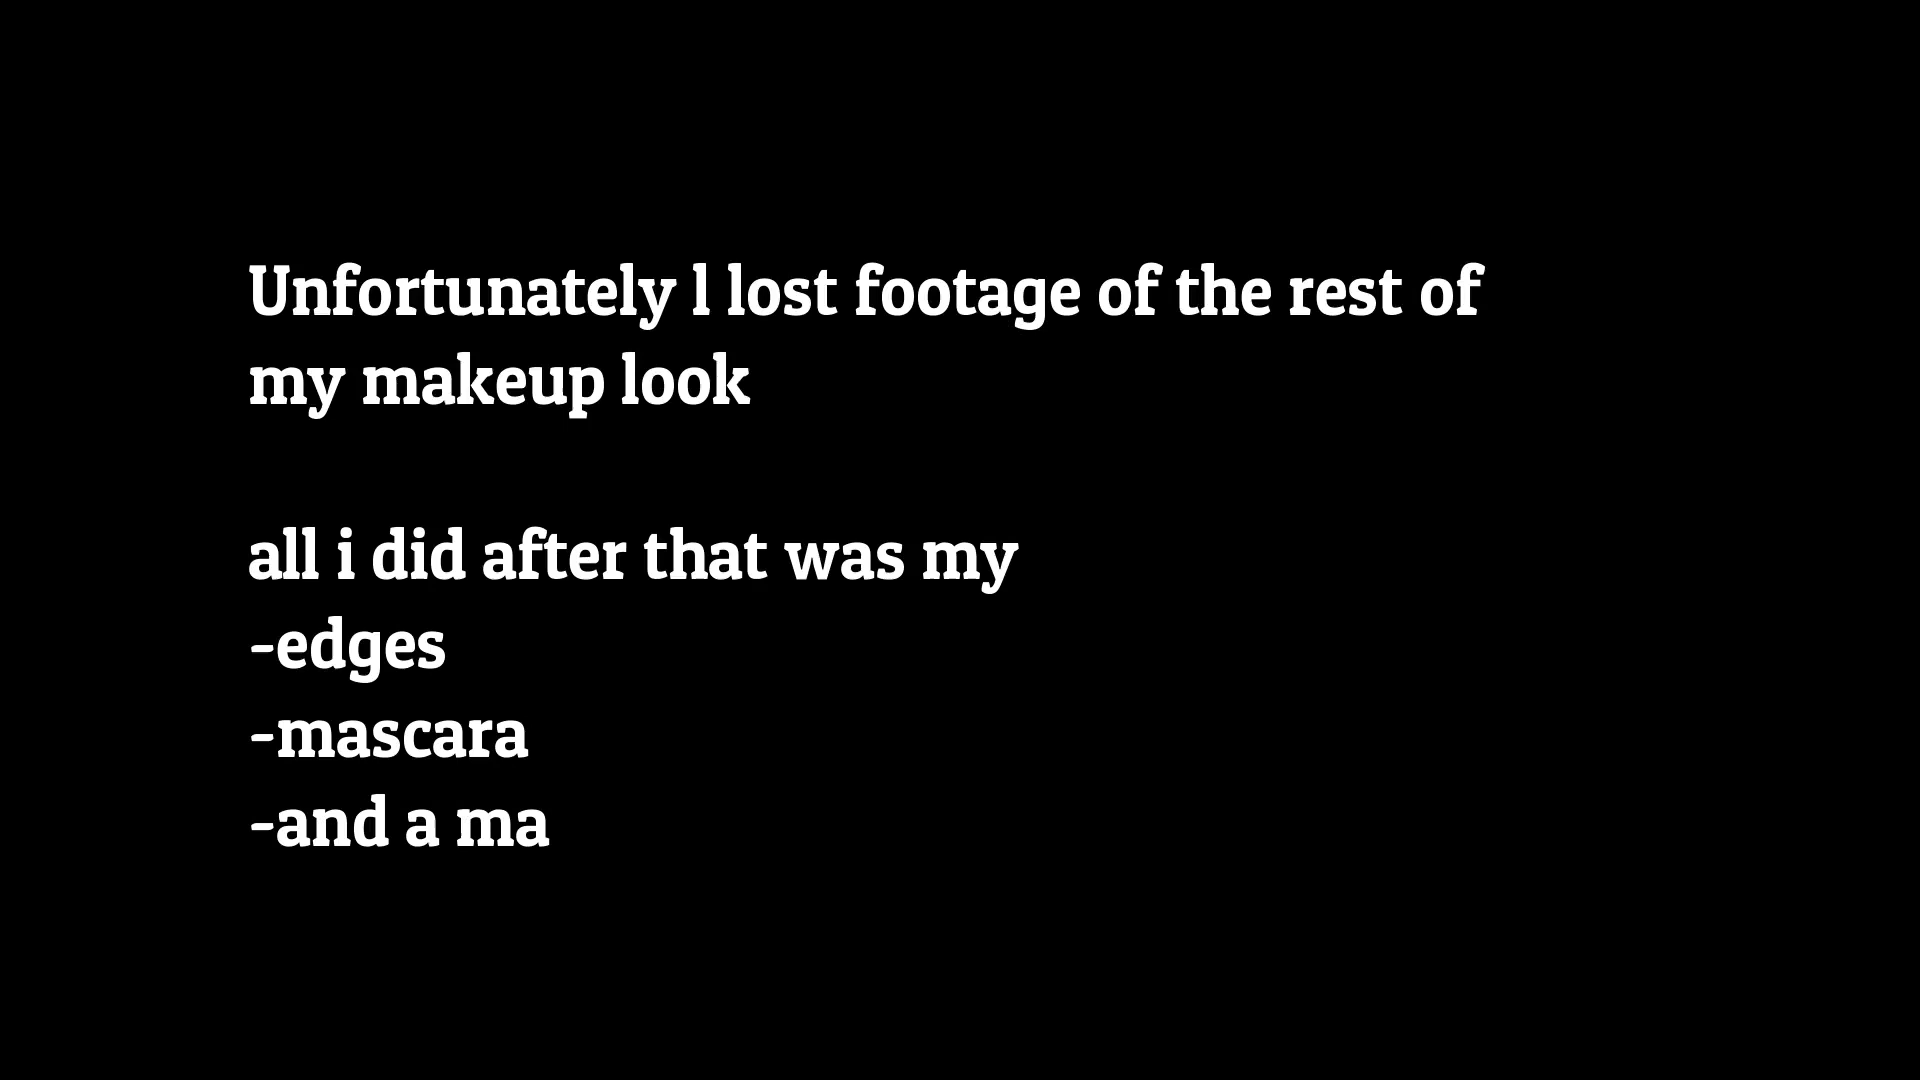 Unfortunately l lost footage of the rest of
my makeup look
all i did after that was my
-edges
-mascara
-and a ma